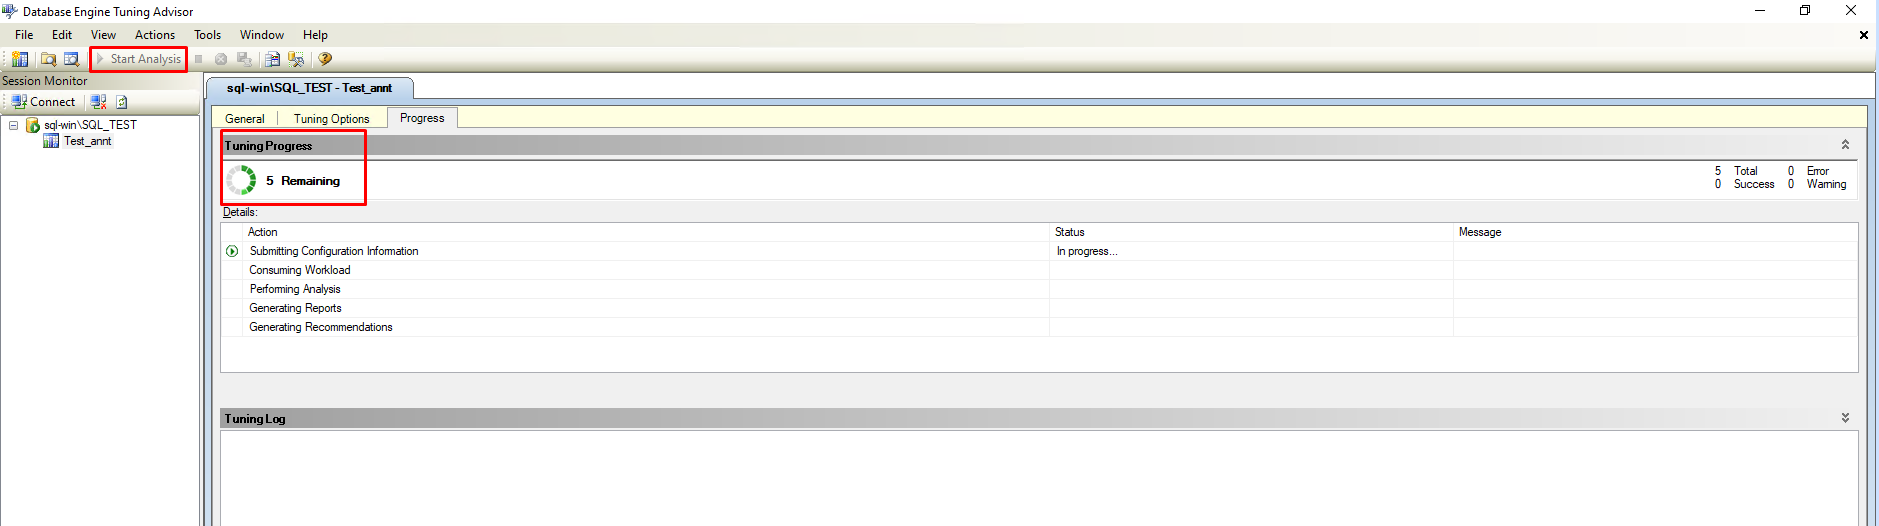 Database Engine Tuning Advisor
File Edit View Actions Tools Window Help
Start Analysis
Session Monitor
Connect
sql-win\SQL_TEST
Test_annt
sql-win\SQL_TEST - Test_annt
General Tuning Options Progress
Tuning Progress
5 Remaining
5 Total 0 Error
0 Success 0 Warning
Details:
Action Status Message
Submitting Configuration Information In progress...
Consuming Workload
Performing Analysis
Generating Reports
Generating Recommendations
Tuning Log